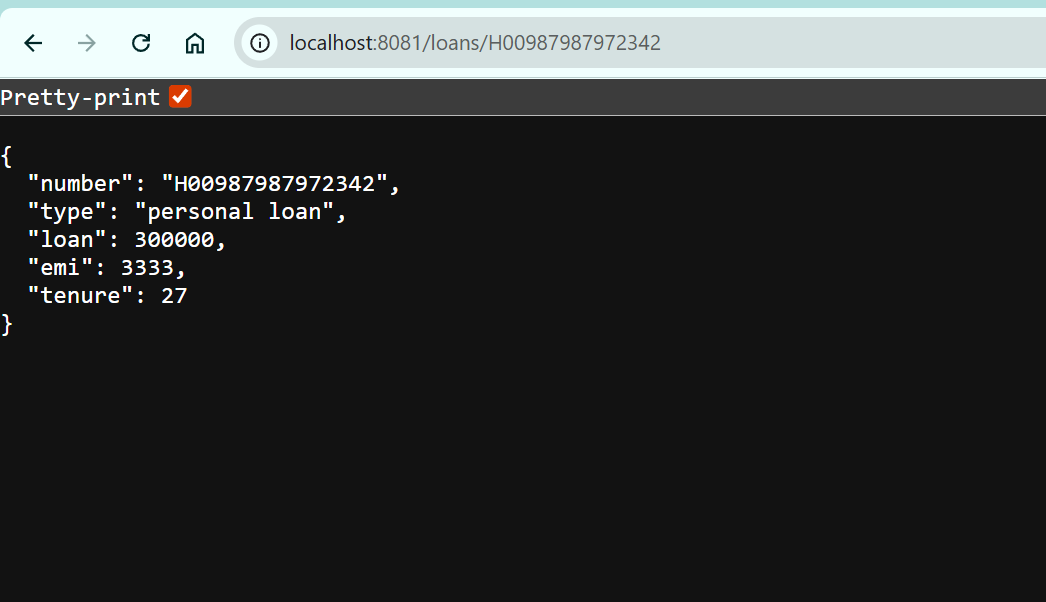 localhost:8081/loans/H00987987972342
Pretty-print
{
  "number": "H00987987972342",
  "type": "personal loan",
  "loan": 300000,
  "emi": 3333,
  "tenure": 27
}